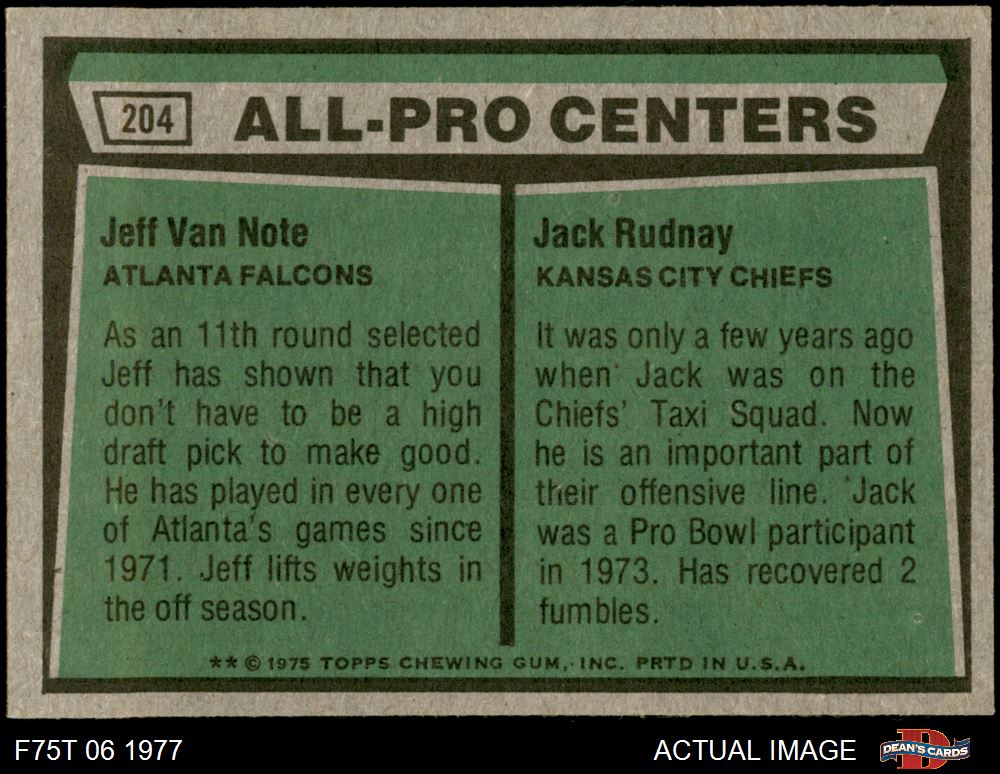 204
ALL-PRO CENTERS
Jeff Van Note
ATLANTA FALCONS
As an 11th round selected
Jeff has shown that you
don't have to be a high
draft pick to make good.
He has played in every one
of Atlanta's games since
1971. Jeff lifts weights in
the off season.
Jack Rudnay
KANSAS CITY CHIEFS
It was only a few years ago
when Jack was on the
Chiefs' Taxi Squad. Now
he is an important part of
their offensive line. Jack
was a Pro Bowl participant
in 1973. Has recovered 2
fumbles.
** © 1975 TOPPS CHEWING GUM, INC. PRTD IN U.S.A.
F75T 06 1977
ACTUAL IMAGE
D
DEAN'S CARDS